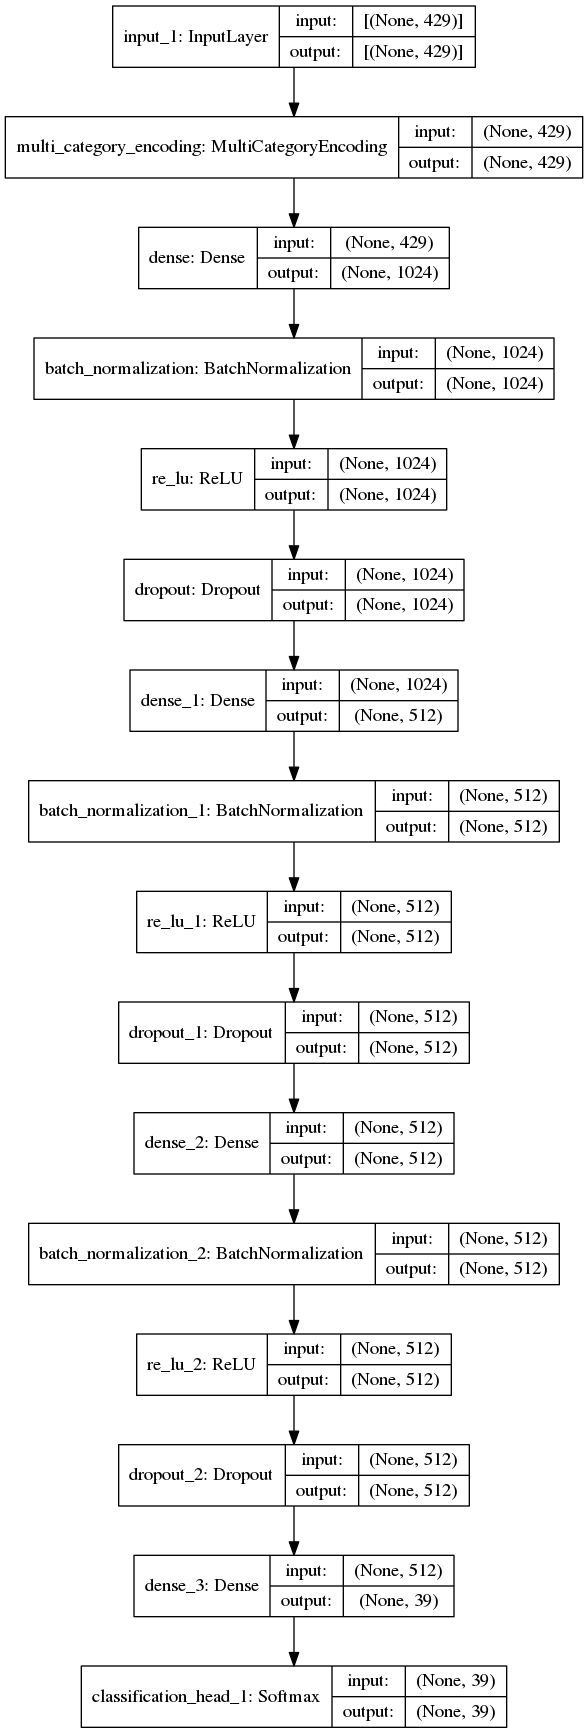 input_1: InputLayer
input: [(None, 429)]
output: [(None, 429)]
multi_category_encoding: MultiCategoryEncoding
input: (None, 429)
output: (None, 429)
dense: Dense
input: (None, 429)
output: (None, 1024)
batch_normalization: BatchNormalization
input: (None, 1024)
output: (None, 1024)
re_lu: ReLU
input: (None, 1024)
output: (None, 1024)
dropout: Dropout
input: (None, 1024)
output: (None, 1024)
dense_1: Dense
input: (None, 1024)
output: (None, 512)
batch_normalization_1: BatchNormalization
input: (None, 512)
output: (None, 512)
re_lu_1: ReLU
input: (None, 512)
output: (None, 512)
dropout_1: Dropout
input: (None, 512)
output: (None, 512)
dense_2: Dense
input: (None, 512)
output: (None, 512)
batch_normalization_2: BatchNormalization
input: (None, 512)
output: (None, 512)
re_lu_2: ReLU
input: (None, 512)
output: (None, 512)
dropout_2: Dropout
input: (None, 512)
output: (None, 512)
dense_3: Dense
input: (None, 512)
output: (None, 39)
classification_head_1: Softmax
input: (None, 39)
output: (None, 39)